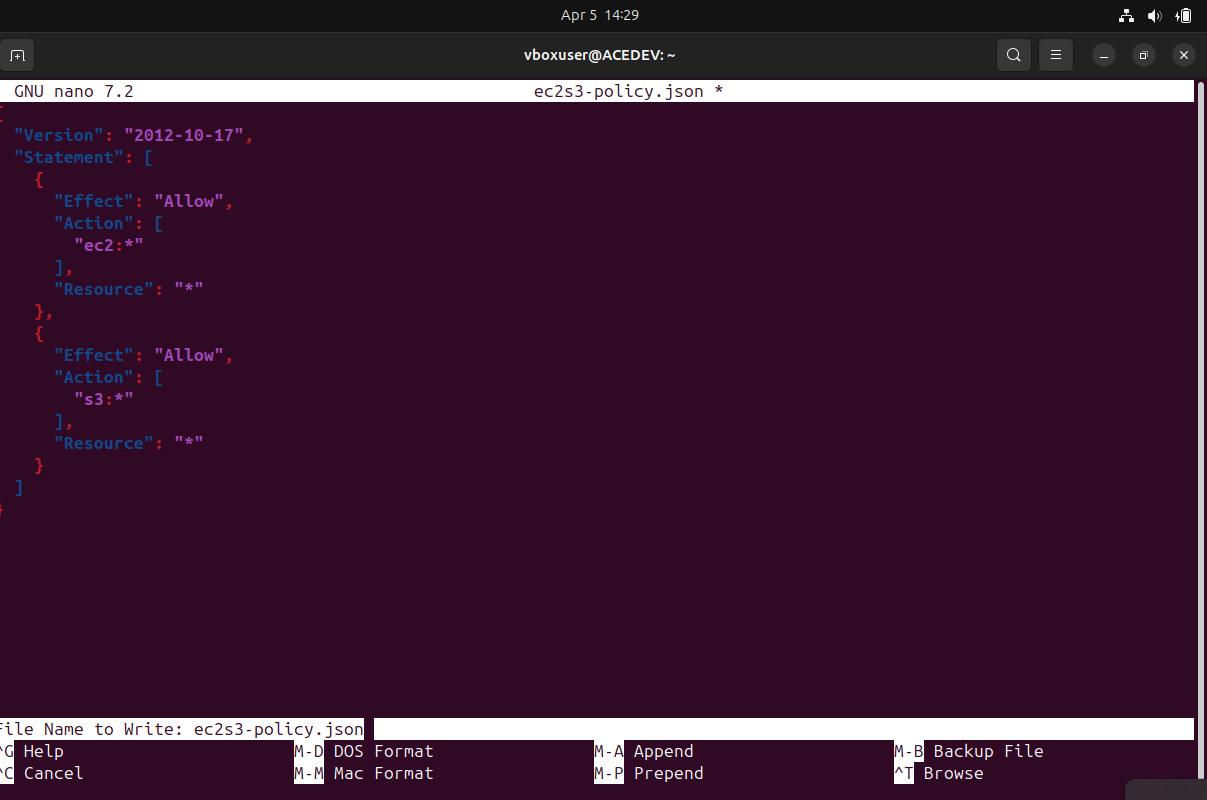 Apr 5 14:29
vboxuser@ACEDEV: ~
GNU nano 7.2 ec2s3-policy.json *
{
"Version": "2012-10-17",
"Statement": [
{
"Effect": "Allow",
"Action": [
"ec2:*"
],
"Resource": "*"
},
{
"Effect": "Allow",
"Action": [
"s3:*"
],
"Resource": "*"
}
]
}
File Name to Write: ec2s3-policy.json
^G Help M-D DOS Format M-A Append M-B Backup File
^C Cancel M-M Mac Format M-P Prepend ^T Browse